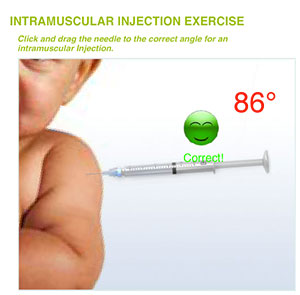 INTRAMUSCULAR INJECTION EXERCISE
Click and drag the needle to the correct angle for an
intramuscular Injection.
86°
Correct!